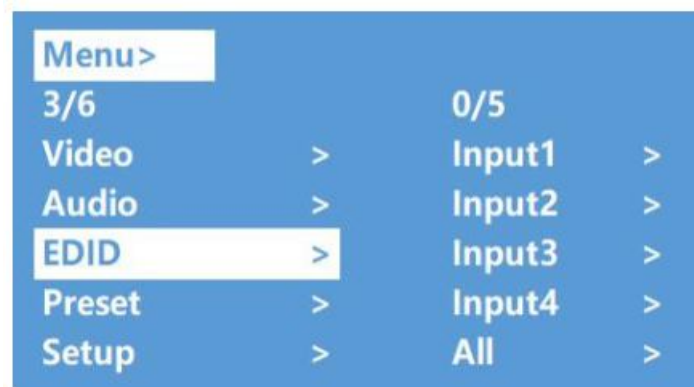 Menu>
3/6 0/5
Video > Input1 >
Audio > Input2 >
EDID > Input3 >
Preset > Input4 >
Setup > All >